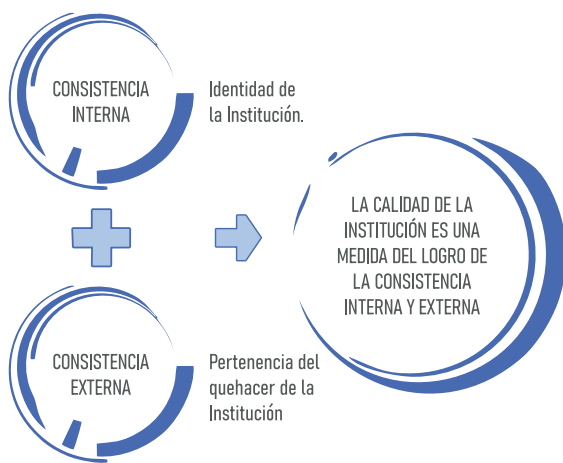 CONSISTENCIA
INTERNA
Identidad de
la Institución.
LA CALIDAD DE LA
INSTITUCIÓN ES UNA
MEDIDA DEL LOGRO DE
LA CONSISTENCIA
INTERNA Y EXTERNA
CONSISTENCIA
EXTERNA
Pertenencia del
quehacer de la
Institución